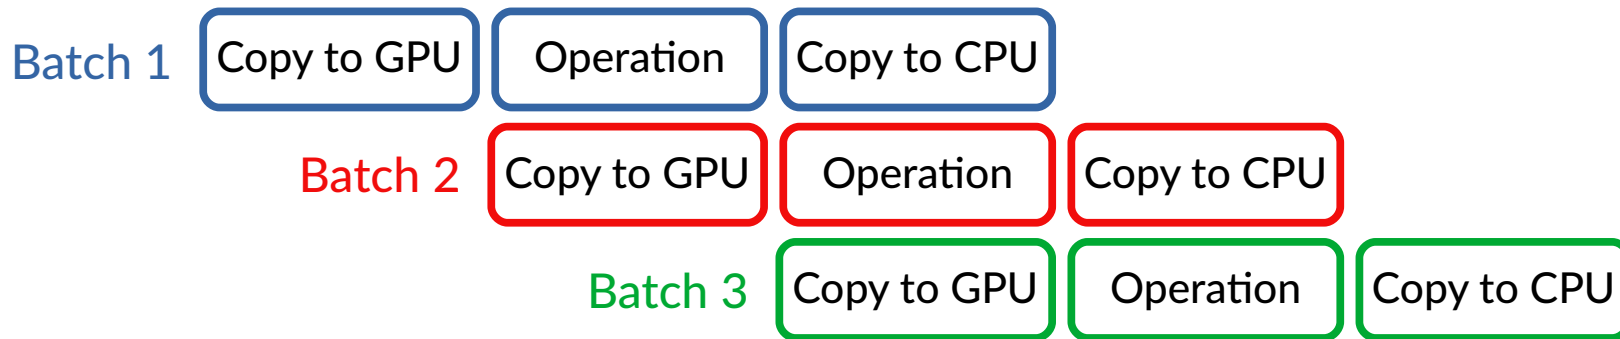 Batch 1 Copy to GPU Operation Copy to CPU
Batch 2 Copy to GPU Operation Copy to CPU
Batch 3 Copy to GPU Operation Copy to CPU